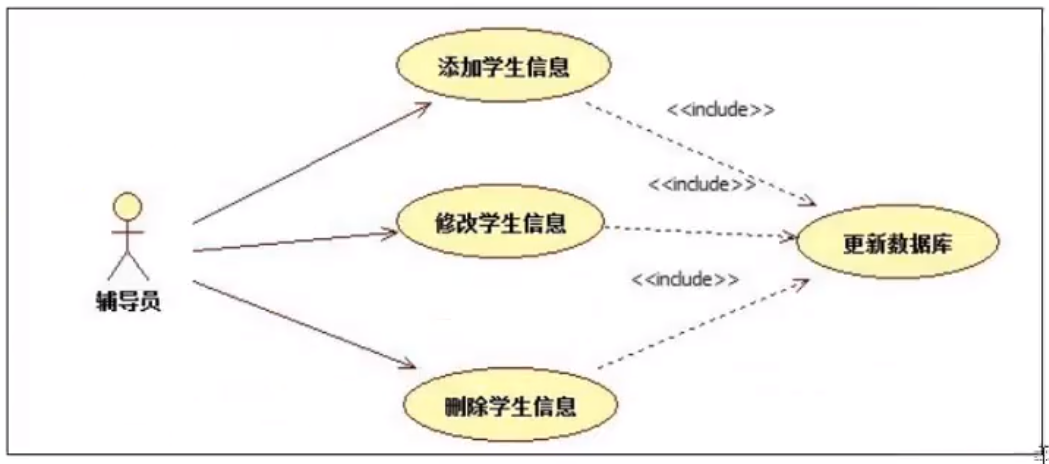 添加学生信息
<<include>>
<<include>>
修改学生信息
更新数据库
辅导员
<<include>>
删除学生信息